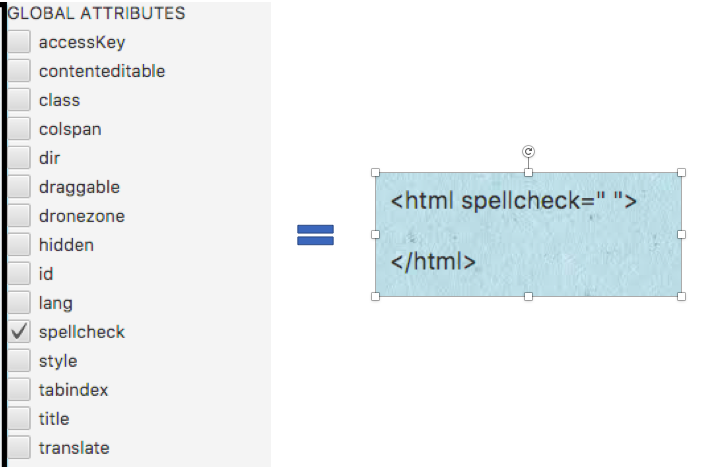 GLOBAL ATTRIBUTES
accessKey
contenteditable
class
colspan
dir
draggable
dronezone
hidden
id
lang
spellcheck
style
tabindex
title
translate
<html spellcheck=" ">
</html>